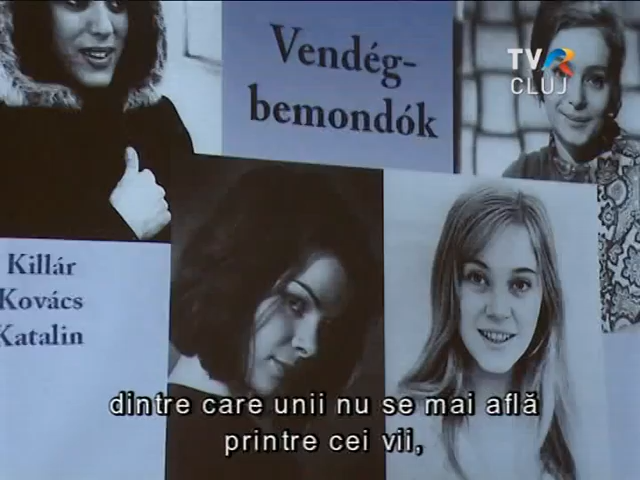 Vendég-
bemondók
TVR
CLUJ
Killár
Kovács
Katalin
dintre care unii nu se mai află
printre cei vii,